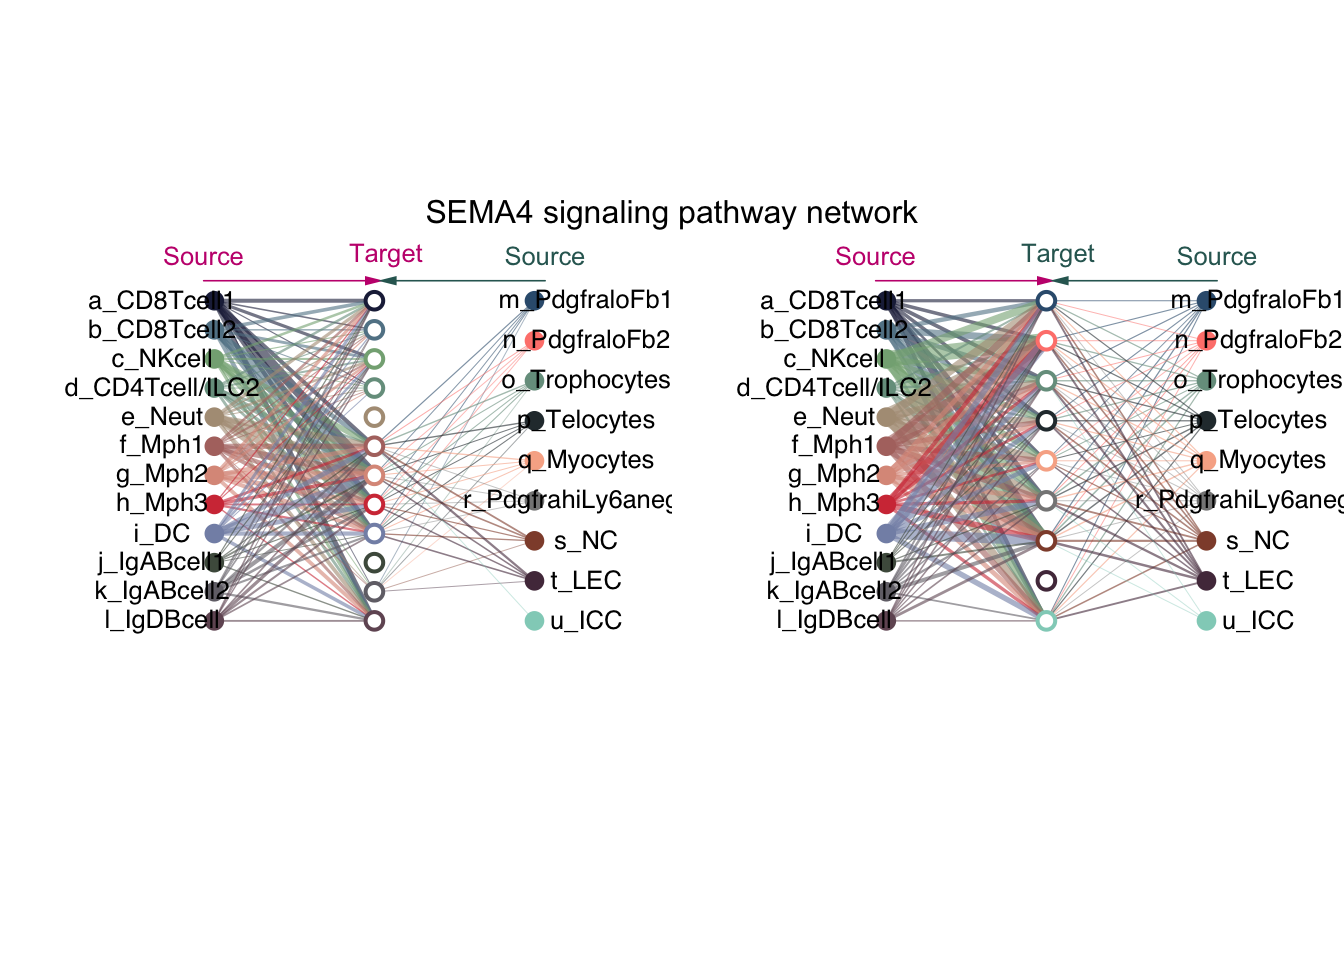 SEMA4 signaling pathway network
Source
Target
Source
a_CD8Tcell1
b_CD8Tcell2
c_NKcell
d_CD4Tcell/ILC2
e_Neut
f_Mph1
g_Mph2
h_Mph3
i_DC
j_IgABcell1
k_IgABcell2
l_IgDBcell
m_PdgfraloFb1
n_PdgfraloFb2
o_Trophocytes
p_Telocytes
q_Myocytes
r_PdgfrahiLy6aneg
s_NC
t_LEC
u_ICC
Source
Target
Source
a_CD8Tcell1
b_CD8Tcell2
c_NKcell
d_CD4Tcell/ILC2
e_Neut
f_Mph1
g_Mph2
h_Mph3
i_DC
j_IgABcell1
k_IgABcell2
l_IgDBcell
m_PdgfraloFb1
n_PdgfraloFb2
o_Trophocytes
p_Telocytes
q_Myocytes
r_PdgfrahiLy6aneg
s_NC
t_LEC
u_ICC